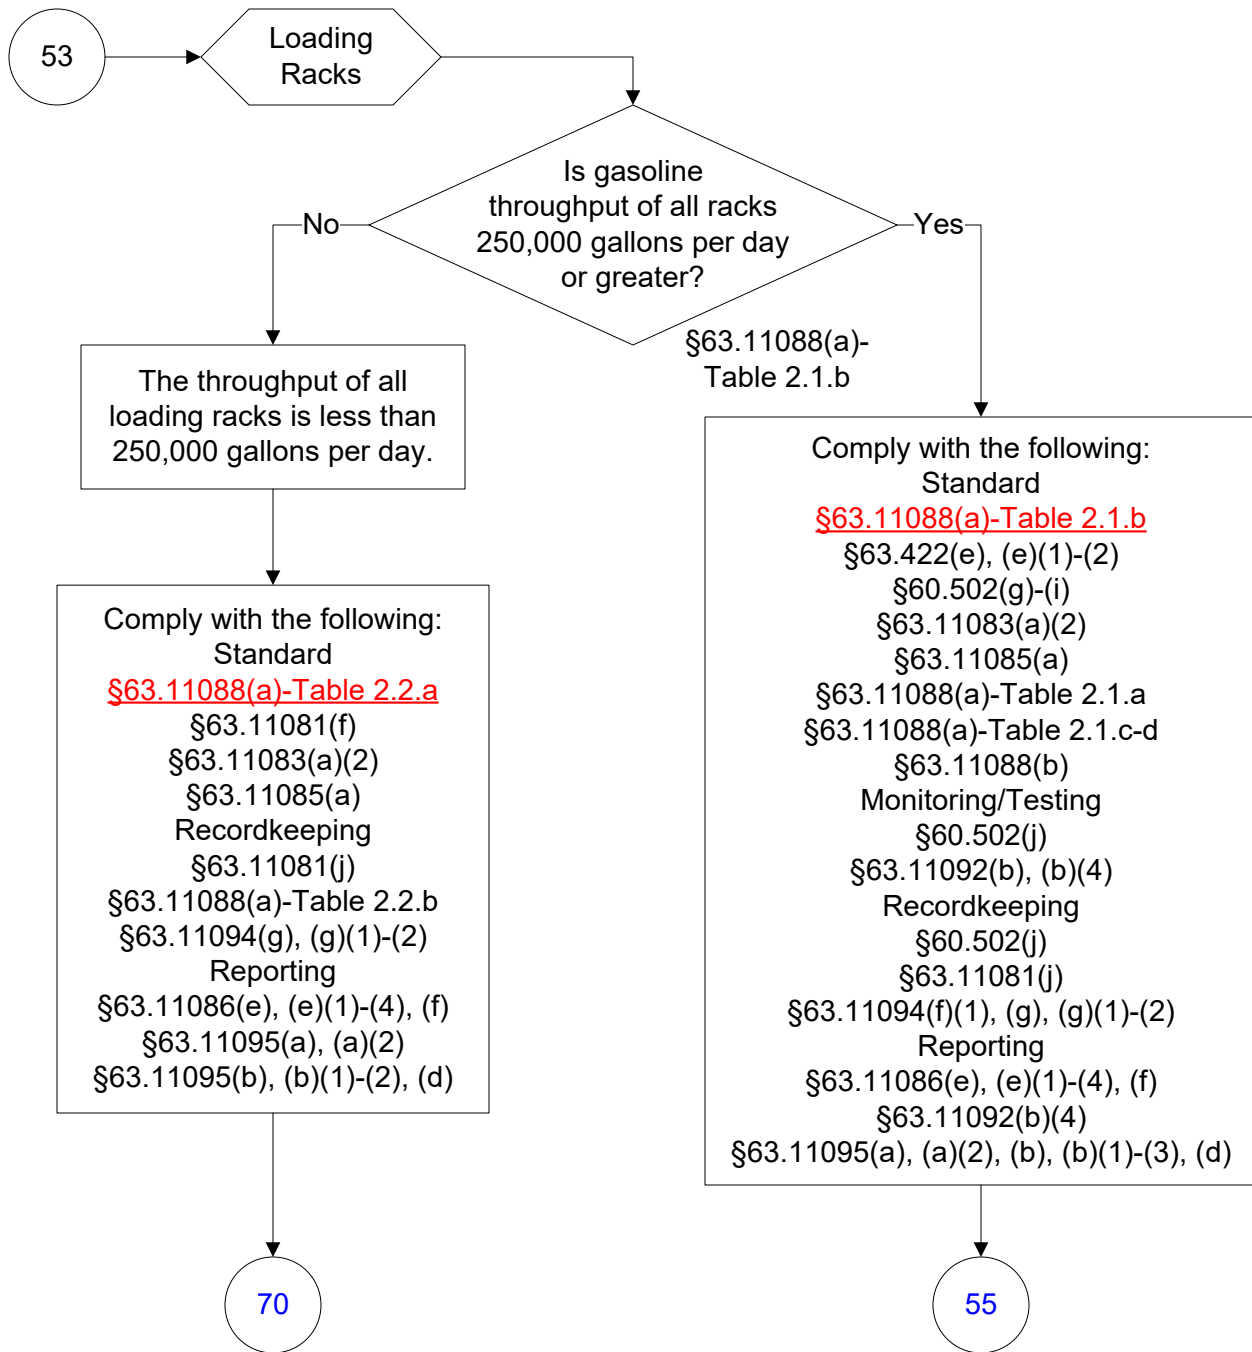 53
Loading
Racks
Is gasoline
throughput of all racks
250,000 gallons per day
or greater?
No
Yes
§63.11088(a)-
Table 2.1.b
The throughput of all
loading racks is less than
250,000 gallons per day.
Comply with the following:
Standard
§63.11088(a)-Table 2.2.a
§63.11081(f)
§63.11083(a)(2)
§63.11085(a)
Recordkeeping
§63.11081(j)
§63.11088(a)-Table 2.2.b
§63.11094(g), (g)(1)-(2)
Reporting
§63.11086(e), (e)(1)-(4), (f)
§63.11095(a), (a)(2)
§63.11095(b), (b)(1)-(2), (d)
70
Comply with the following:
Standard
§63.11088(a)-Table 2.1.b
§63.422(e), (e)(1)-(2)
§60.502(g)-(i)
§63.11083(a)(2)
§63.11085(a)
§63.11088(a)-Table 2.1.a
§63.11088(a)-Table 2.1.c-d
§63.11088(b)
Monitoring/Testing
§60.502(j)
§63.11092(b), (b)(4)
Recordkeeping
§60.502(j)
§63.11081(j)
§63.11094(f)(1), (g), (g)(1)-(2)
Reporting
§63.11086(e), (e)(1)-(4), (f)
§63.11092(b)(4)
§63.11095(a), (a)(2), (b), (b)(1)-(3), (d)
55